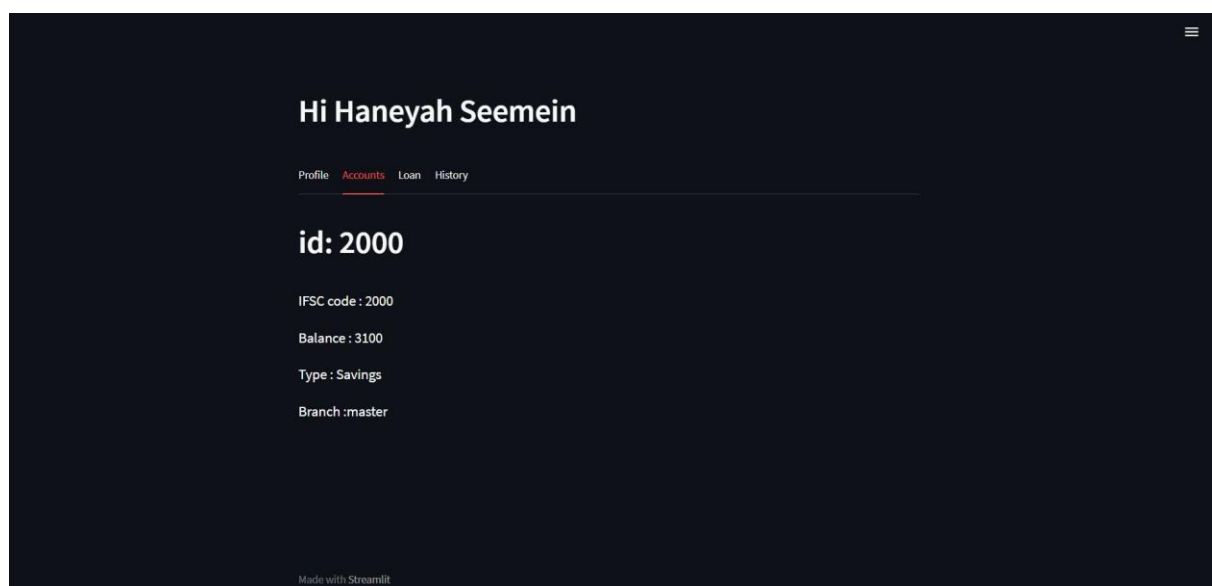 Hi Haneyah Seemein
Profile Accounts Loan History
id: 2000
IFSC code : 2000
Balance : 3100
Type : Savings
Branch :master
Made with Streamlit